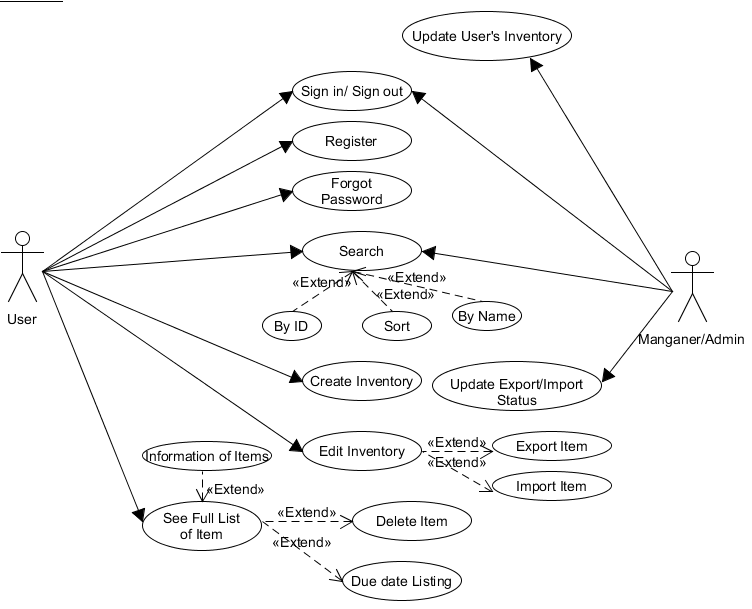 Update User's Inventory
Sign in/ Sign out
Register
Forgot
Password
Search
«Extend»
«Extend»
«Extend»
By ID
Sort
By Name
User
Manganer/Admin
Create Inventory
Update Export/Import
Status
Edit Inventory
«Extend»
«Extend»
Export Item
Import Item
Information of Items
«Extend»
See Full List
of Item
«Extend»
«Extend»
Delete Item
Due date Listing